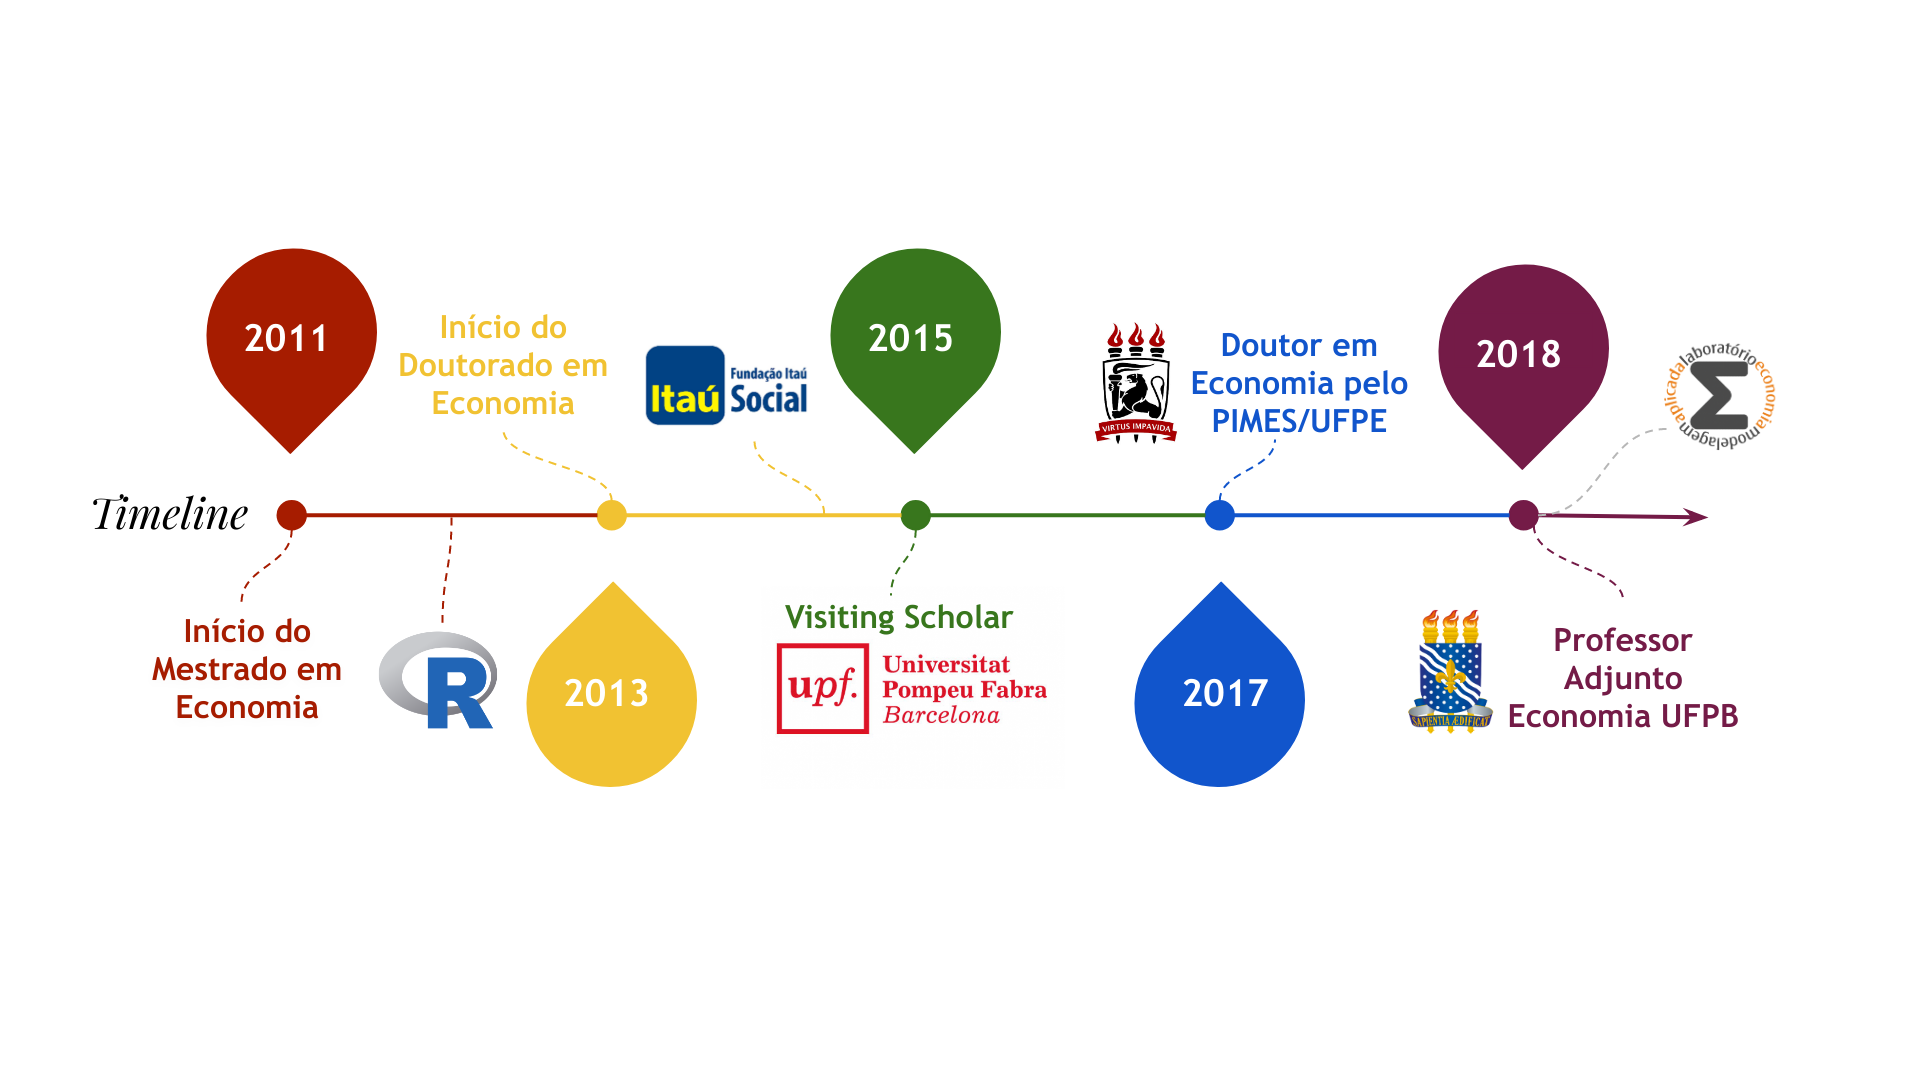 2011
Início do
Doutorado em
Economia
Itaú
Fundação Itaú
Social
2015
VIRTUS IMPAVIDA
Doutor em
Economia pelo
PIMES/UFPE
2018
laboratório economia modelagem aplicada
Timeline
Início do
Mestrado em
Economia
R
2013
Visiting Scholar
upf.
Universitat
Pompeu Fabra
Barcelona
2017
SAPIENTIA ÆDIFICAT
Professor
Adjunto
Economia UFPB